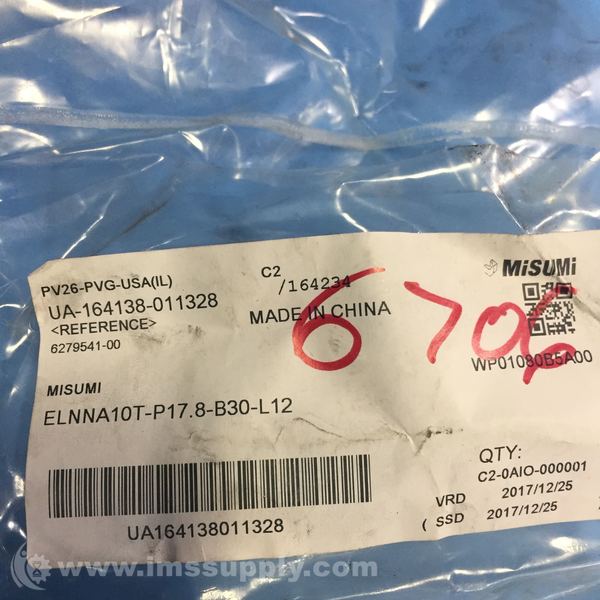 PV26-PVG-USA(IL)
C2
/164234
MiSUMi
UA-164138-011328
MADE IN CHINA
<REFERENCE>
6279541-00
6706
WP01080B5A00
MISUMI
ELNNA10T-P17.8-B30-L12
QTY:
C2-0AIO-000001
VRD 2017/12/25
( SSD 2017/12/25
UA164138011328
www.imssupply.com